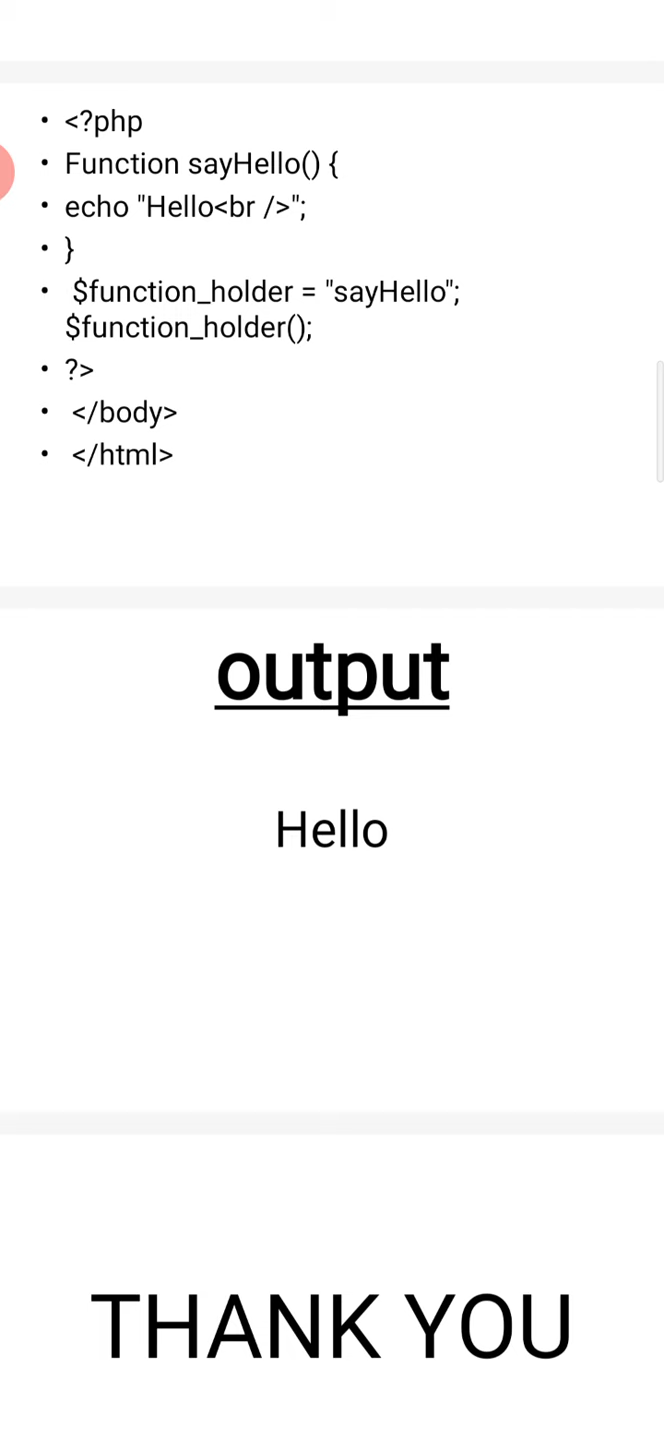 • <?php
• Function sayHello() {
• echo "Hello<br />";
• }
• $function_holder = "sayHello";
$function_holder();
• ?>
• </body>
• </html>
output
Hello
THANK YOU